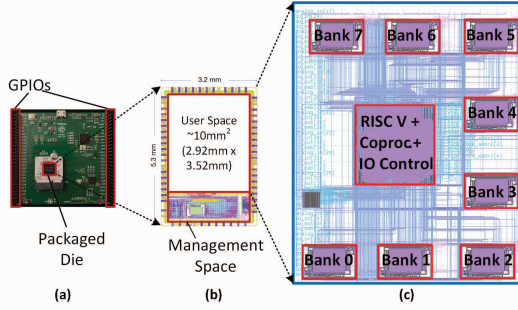 GPIOs
Packaged
Die
(a)
3.2 mm
5.3 mm
User Space
~10mm²
(2.92mm x
3.52mm)
Management
Space
(b)
Bank 7
Bank 6
Bank 5
Bank 4
RISC V +
Coproc+
IO Control
Bank 3
Bank 0
Bank 1
Bank 2
(c)